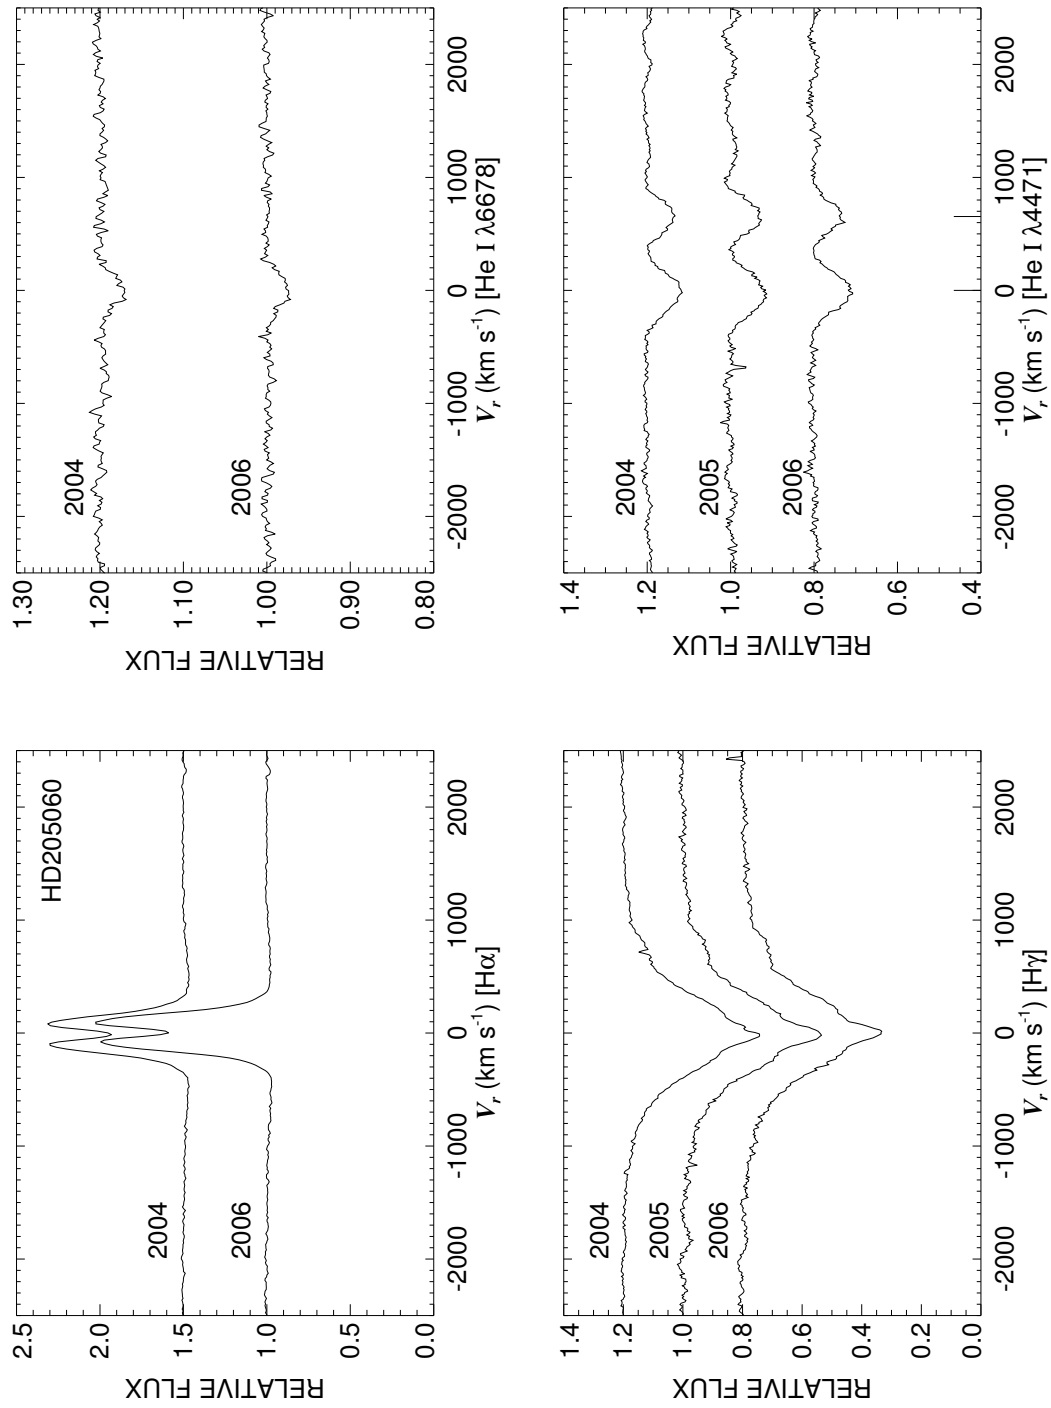 HD205060
2004
2006
2.5
2.0
1.5
1.0
0.5
0.0
RELATIVE FLUX
-2000 -1000 0 1000 2000
V_r (km s⁻¹) [Hα]
2004
2006
1.30
1.20
1.10
1.00
0.90
0.80
RELATIVE FLUX
-2000 -1000 0 1000 2000
V_r (km s⁻¹) [He I λ6678]
2004
2005
2006
1.4
1.2
1.0
0.8
0.6
0.4
0.2
0.0
RELATIVE FLUX
-2000 -1000 0 1000 2000
V_r (km s⁻¹) [Hγ]
2004
2005
2006
1.4
1.2
1.0
0.8
0.6
0.4
RELATIVE FLUX
-2000 -1000 0 1000 2000
V_r (km s⁻¹) [He I λ4471]